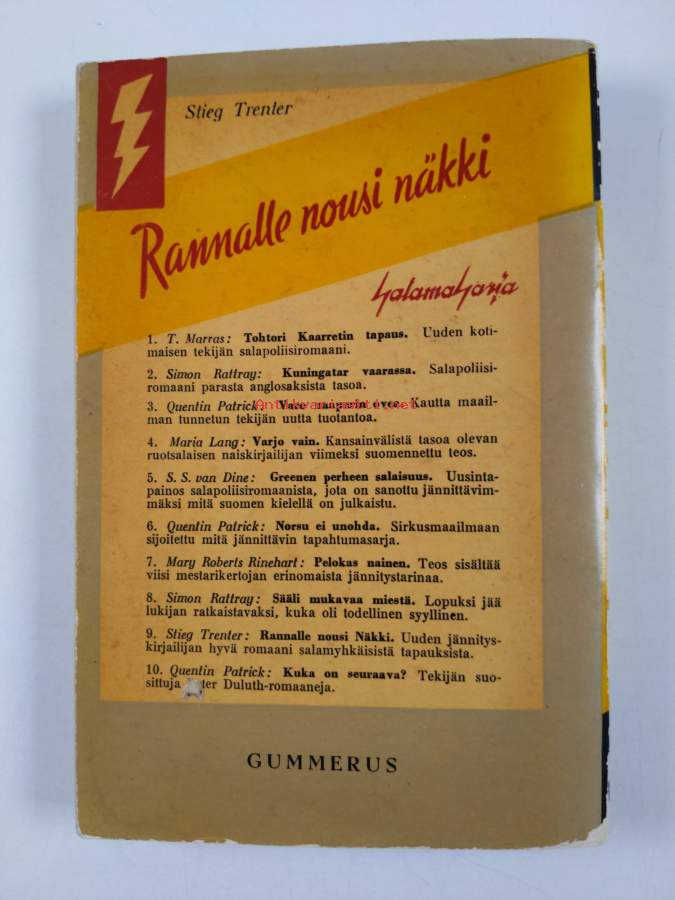 Stieg Trenter
Rannalle nousi näkki
Salamasarja
1. T. Marras: Tohtori Kaarretin tapaus. Uuden koti-
maisen tekijän salapoliisiromaani.
2. Simon Rattray: Kuningatar vaarassa. Salapoliisi-
romaani parasta anglosaksista tasoa.
3. Quentin Patrick: Kautta maail-
Antikvariaatti.net
man tunnetun tekijän uutta tuotantoa.
4. Maria Lang: Varjo vain. Kansainvälistä tasoa olevan
ruotsalaisen naiskirjailijan viimeksi suomennettu teos.
5. S. S. van Dine: Greenen perheen salaisuus. Uusinta-
painos salapoliisiromaanista, jota on sanottu jännittävim-
mäksi mitä suomen kielellä on julkaistu.
6. Quentin Patrick: Norsu ei unohda. Sirkusmaailmaan
sijoitettu mitä jännittävin tapahtumasarja.
7. Mary Roberts Rinehart: Pelokas nainen. Teos sisältää
viisi mestarikertojan erinomaista jännitystarinaa.
8. Simon Rattray: Sääli mukavaa miestä. Lopuksi jää
lukijan ratkaistavaksi, kuka oli todellinen syyllinen.
9. Stieg Trenter: Rannalle nousi Näkki. Uuden jännitys-
kirjailijan hyvä romaani salamyhkäisistä tapauksista.
10. Quentin Patrick: Kuka on seuraava? Tekijän suo-
sittuja ter Duluth-romaaneja.
GUMMERUS